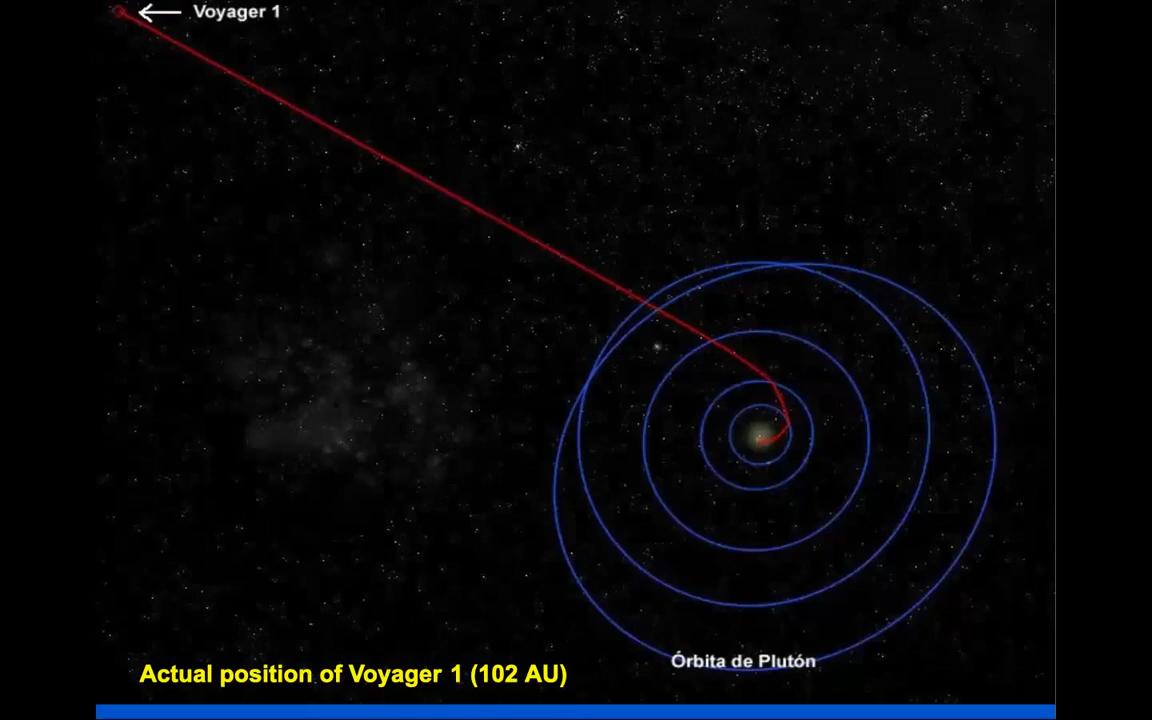 Voyager 1
Órbita de Plutón
Actual position of Voyager 1 (102 AU)